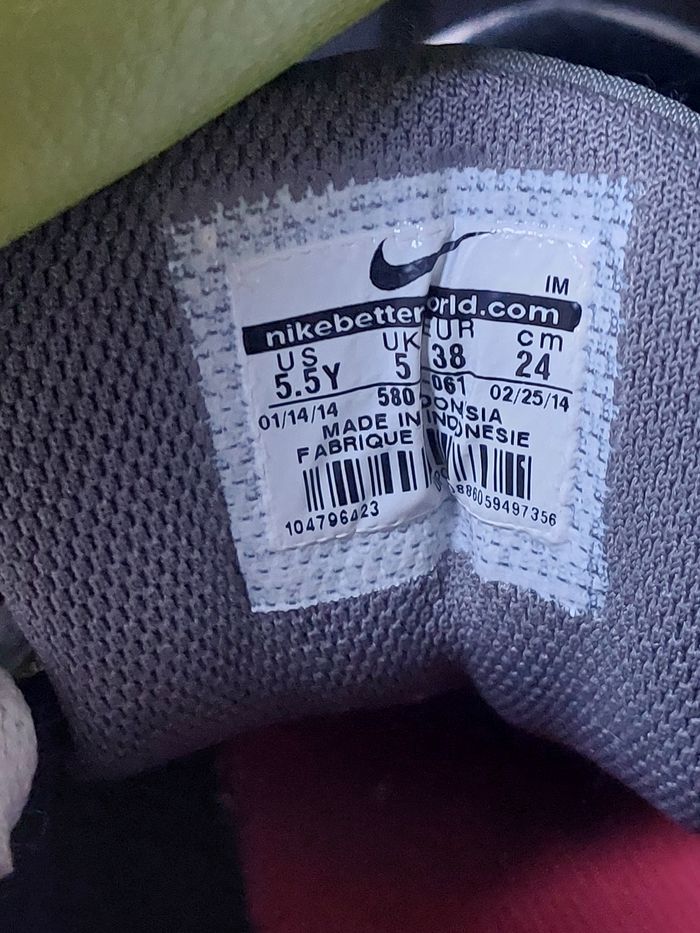 IM
nikebetterworld.com
US UK EUR cm
5.5Y 5 38 24
01/14/14 580 -061 02/25/14
MADE IN INDONSIA
FABRIQUE INDONESIE
104796423 886059497356